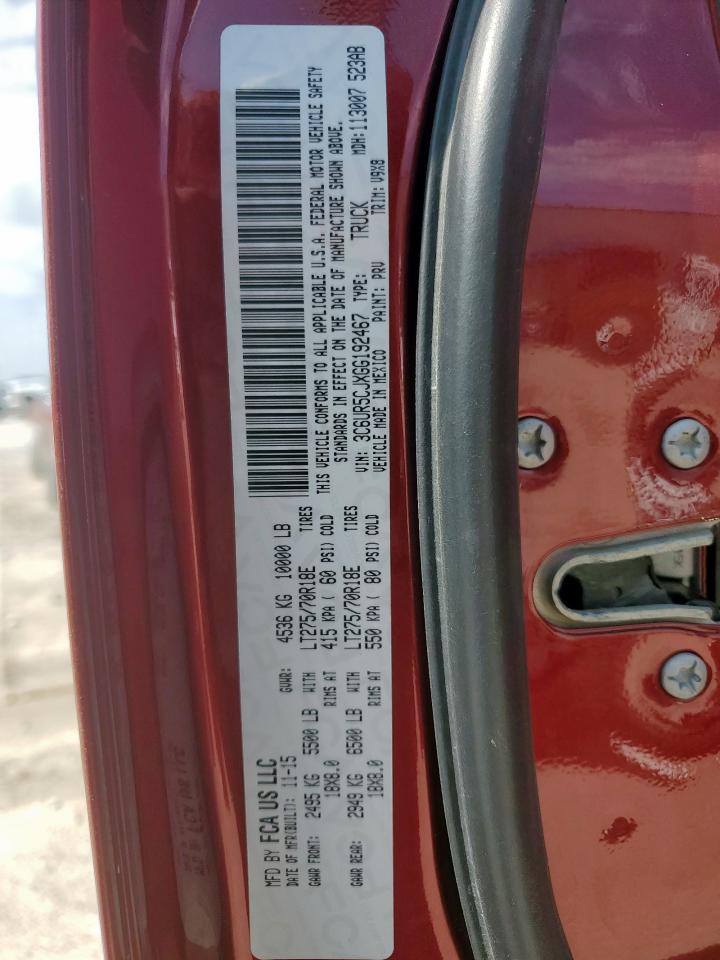 MFD BY FCA US LLC
DATE OF MFR(BUILT): 11-15 GVWR: 4536 KG 10000 LB
GAWR FRONT: 2495 KG 5500 LB WITH LT275/70R18E TIRES
18X8.0 RIMS AT 415 KPA ( 60 PSI) COLD
GAWR REAR: 2949 KG 6500 LB WITH LT275/70R18E TIRES
18X8.0 RIMS AT 550 KPA ( 80 PSI) COLD
THIS VEHICLE CONFORMS TO ALL APPLICABLE U.S.A. FEDERAL MOTOR VEHICLE SAFETY
STANDARDS IN EFFECT ON THE DATE OF MANUFACTURE SHOWN ABOVE.
VIN: 3C6UR5CJXGG192467 TYPE: TRUCK MDH:113007 523AB
VEHICLE MADE IN MEXICO PAINT: PRV TRIM: V9X8